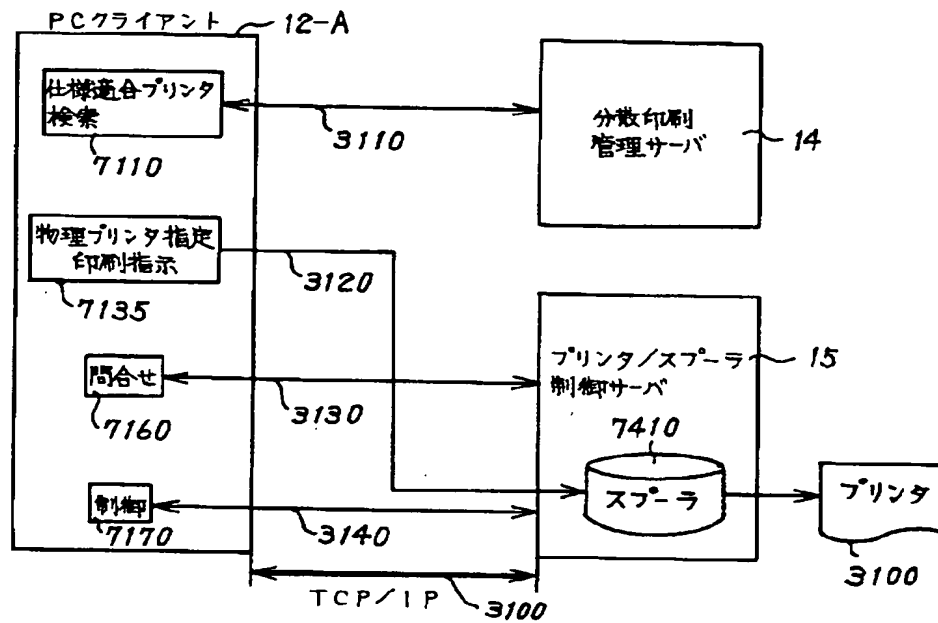 PCクライアント
12-A
仕様適合プリンタ
検索
7110
3110
分散印刷
管理サーバ
14
物理プリンタ指定
印刷指示
7135
3120
問合せ
7160
3130
プリンタ/スプーラ
制御サーバ
15
7410
スプーラ
プリンタ
3100
制御
7170
3140
TCP/IP
3100